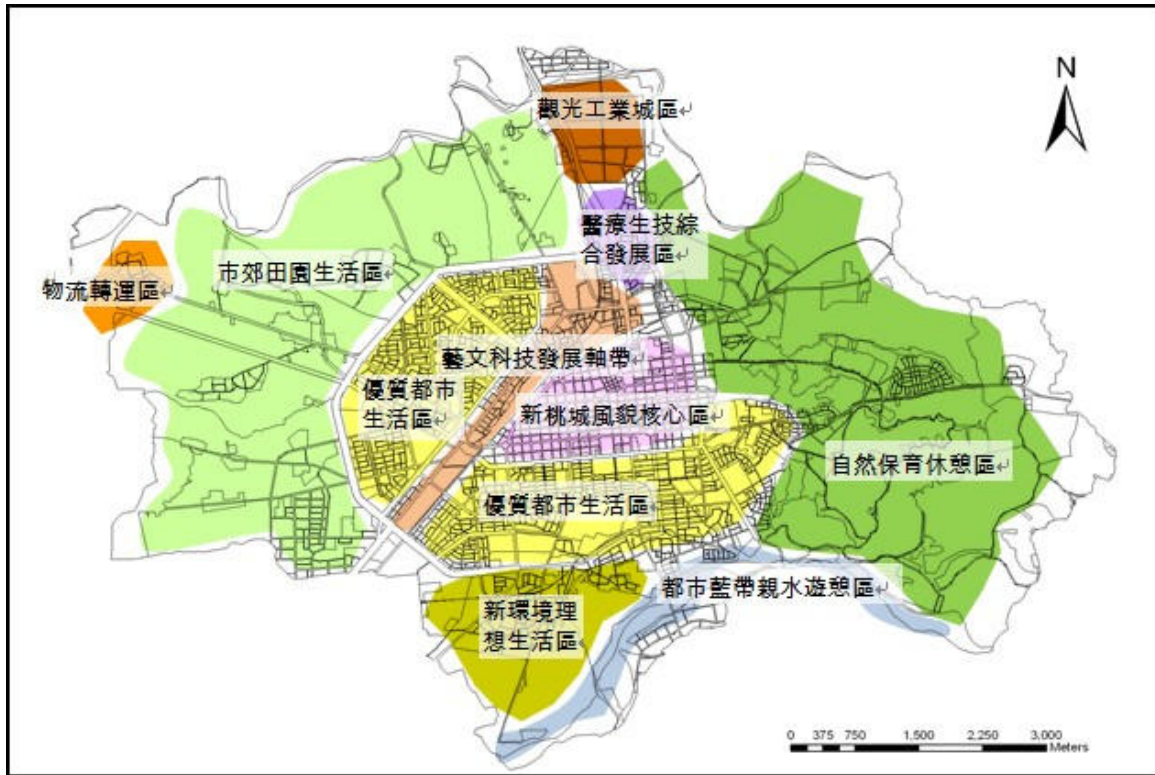 N
觀光工業城區↵
醫療生技綜
合發展區↵
市郊田園生活區↵
物流轉運區↵
藝文科技發展軸帶↵
優質都市
生活區↵
新桃城風貌核心區↵
自然保育休憩區↵
優質都市生活區↵
都市藍帶親水遊憩區↵
新環境理
想生活區↵
0 375 750 1,500 2,250 3,000
Meters